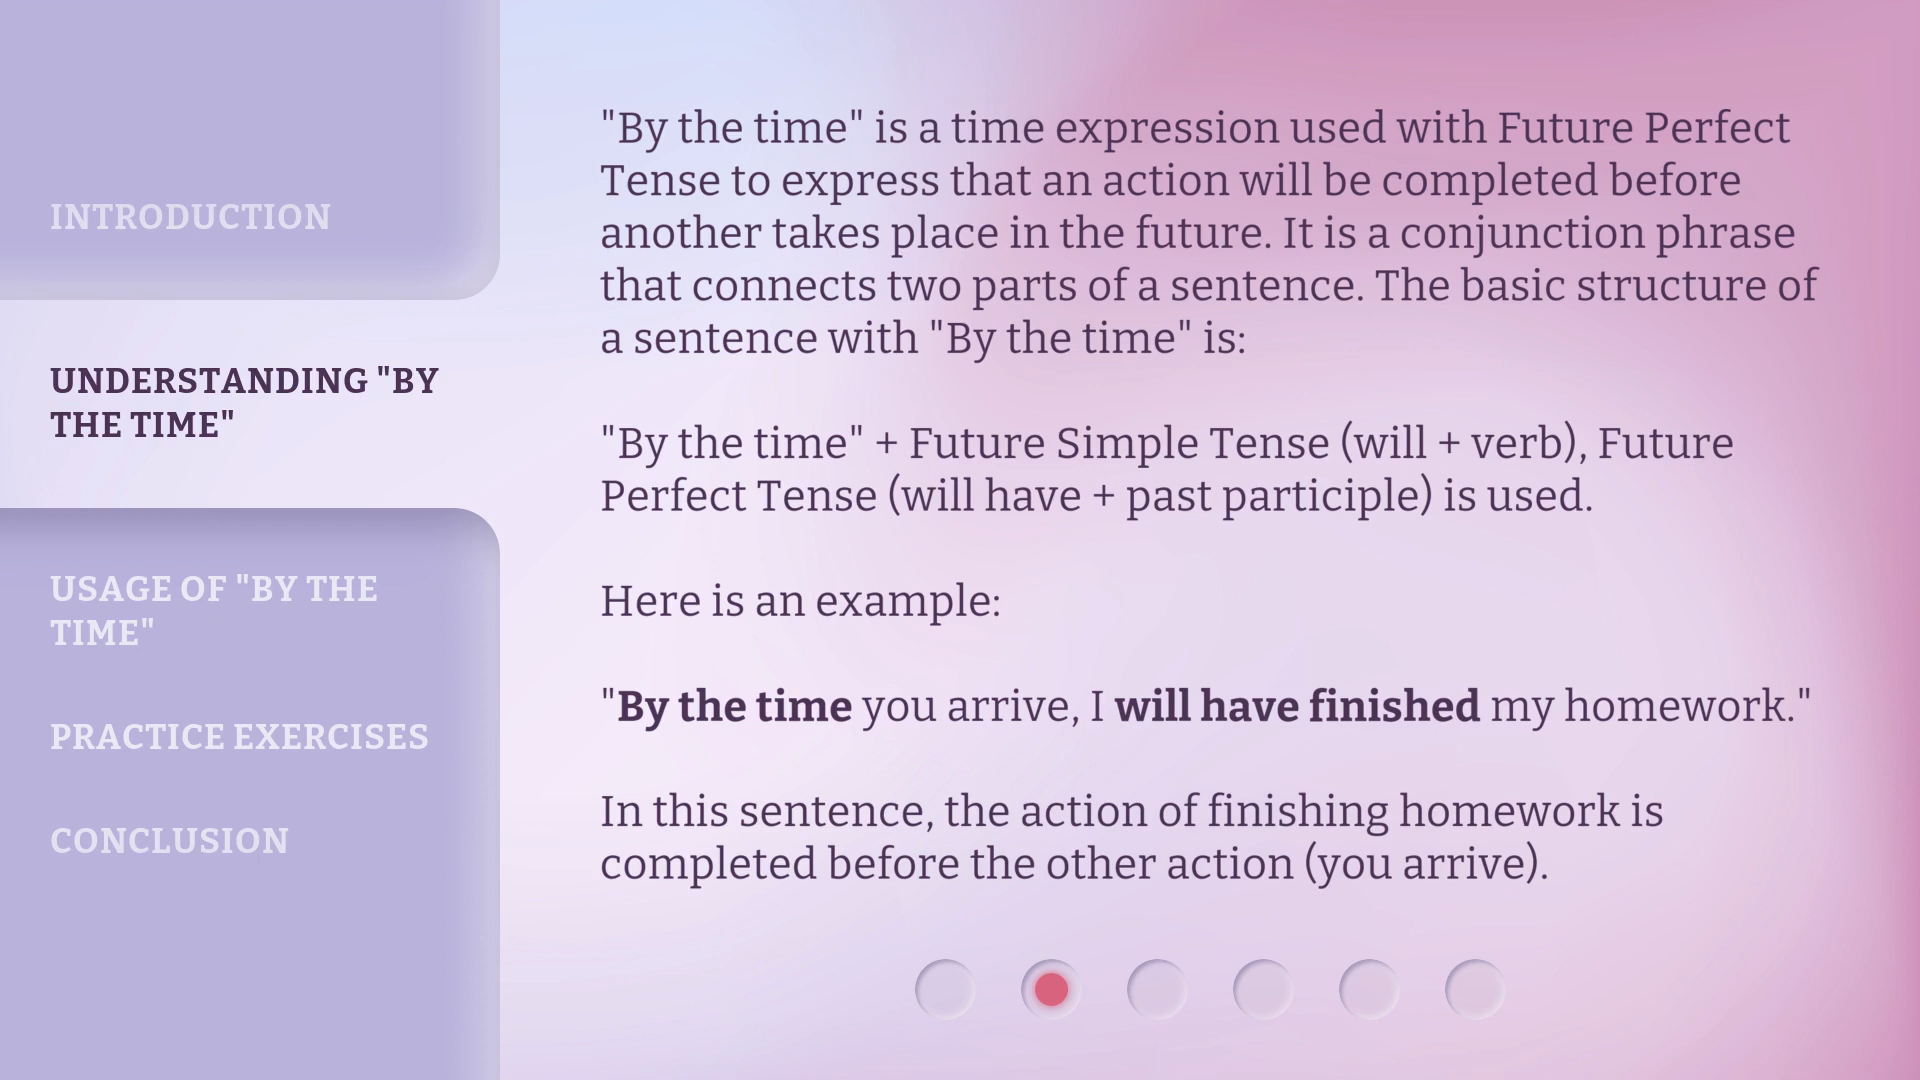 INTRODUCTION
UNDERSTANDING "BY
THE TIME"
USAGE OF "BY THE
TIME"
PRACTICE EXERCISES
CONCLUSION
"By the time" is a time expression used with Future Perfect
Tense to express that an action will be completed before
another takes place in the future. It is a conjunction phrase
that connects two parts of a sentence. The basic structure of
a sentence with "By the time" is:
"By the time" + Future Simple Tense (will + verb), Future
Perfect Tense (will have + past participle) is used.
Here is an example:
"By the time you arrive, I will have finished my homework."
In this sentence, the action of finishing homework is
completed before the other action (you arrive).